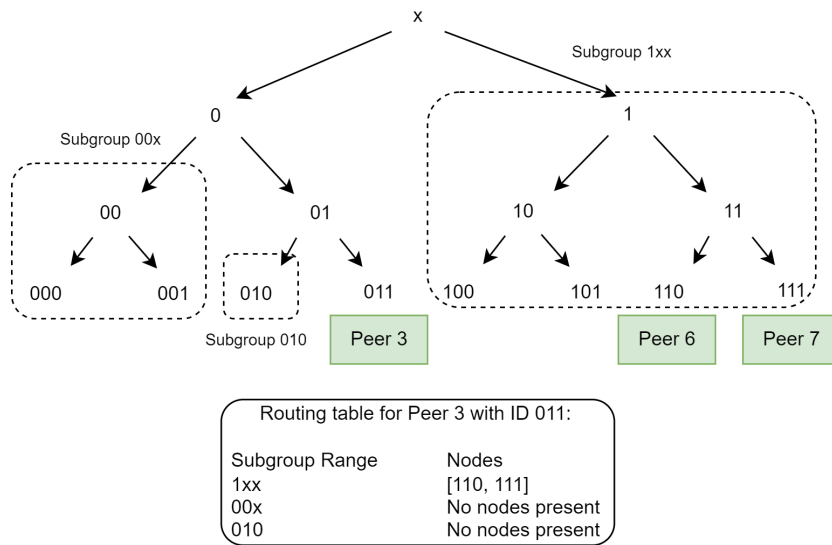 x
Subgroup 1xx
0
1
Subgroup 00x
00
01
10
11
000
001
010
011
100
101
110
111
Subgroup 010
Peer 3
Peer 6
Peer 7
Routing table for Peer 3 with ID 011:
Subgroup Range Nodes
1xx [110, 111]
00x No nodes present
010 No nodes present